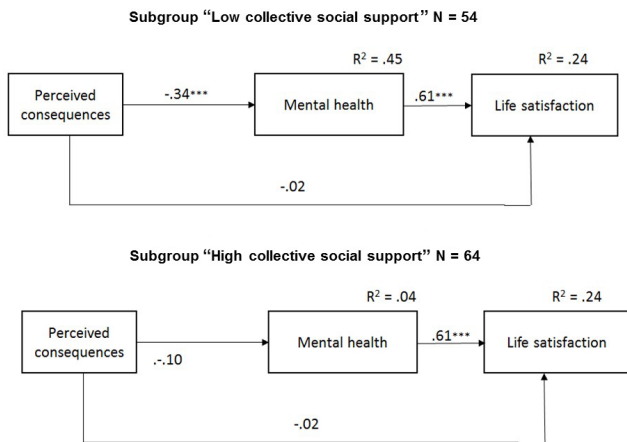 Subgroup “Low collective social support” N = 54
R² = .45
R² = .24
Perceived
consequences
-.34***
Mental health
.61***
Life satisfaction
-.02
Subgroup “High collective social support” N = 64
R² = .04
R² = .24
Perceived
consequences
.-.10
Mental health
.61***
Life satisfaction
-.02